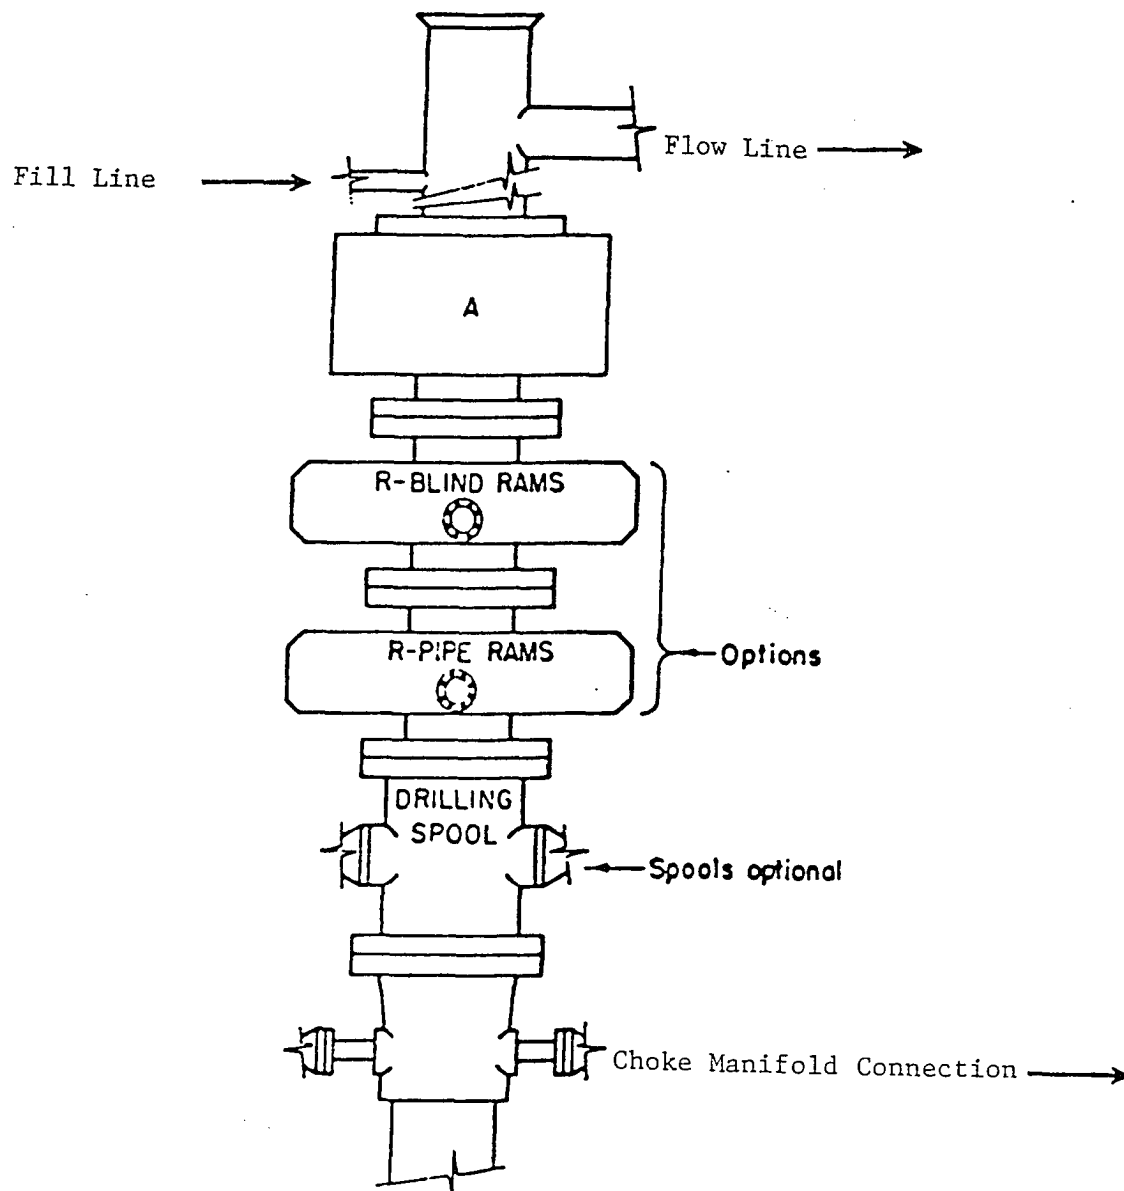 Flow Line
Fill Line
A
R-BLIND RAMS
R-PIPE RAMS
Options
DRILLING
SPOOL
Spools optional
Choke Manifold Connection